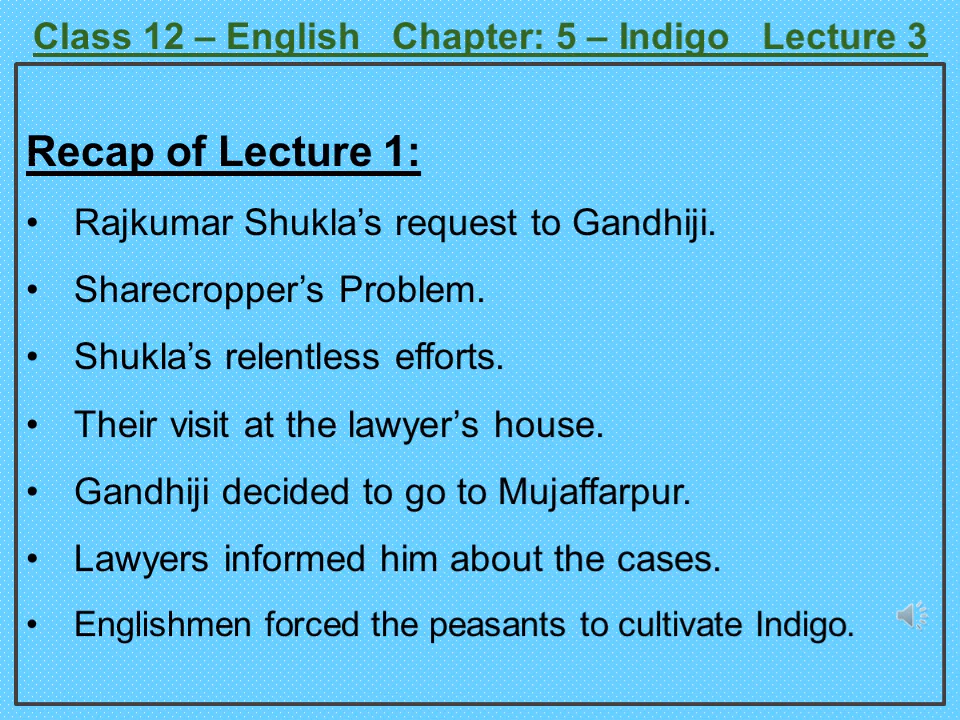 Class 12 – English   Chapter: 5 – Indigo   Lecture 3
Recap of Lecture 1:
• Rajkumar Shukla’s request to Gandhiji.
• Sharecropper’s Problem.
• Shukla’s relentless efforts.
• Their visit at the lawyer’s house.
• Gandhiji decided to go to Mujaffarpur.
• Lawyers informed him about the cases.
• Englishmen forced the peasants to cultivate Indigo.